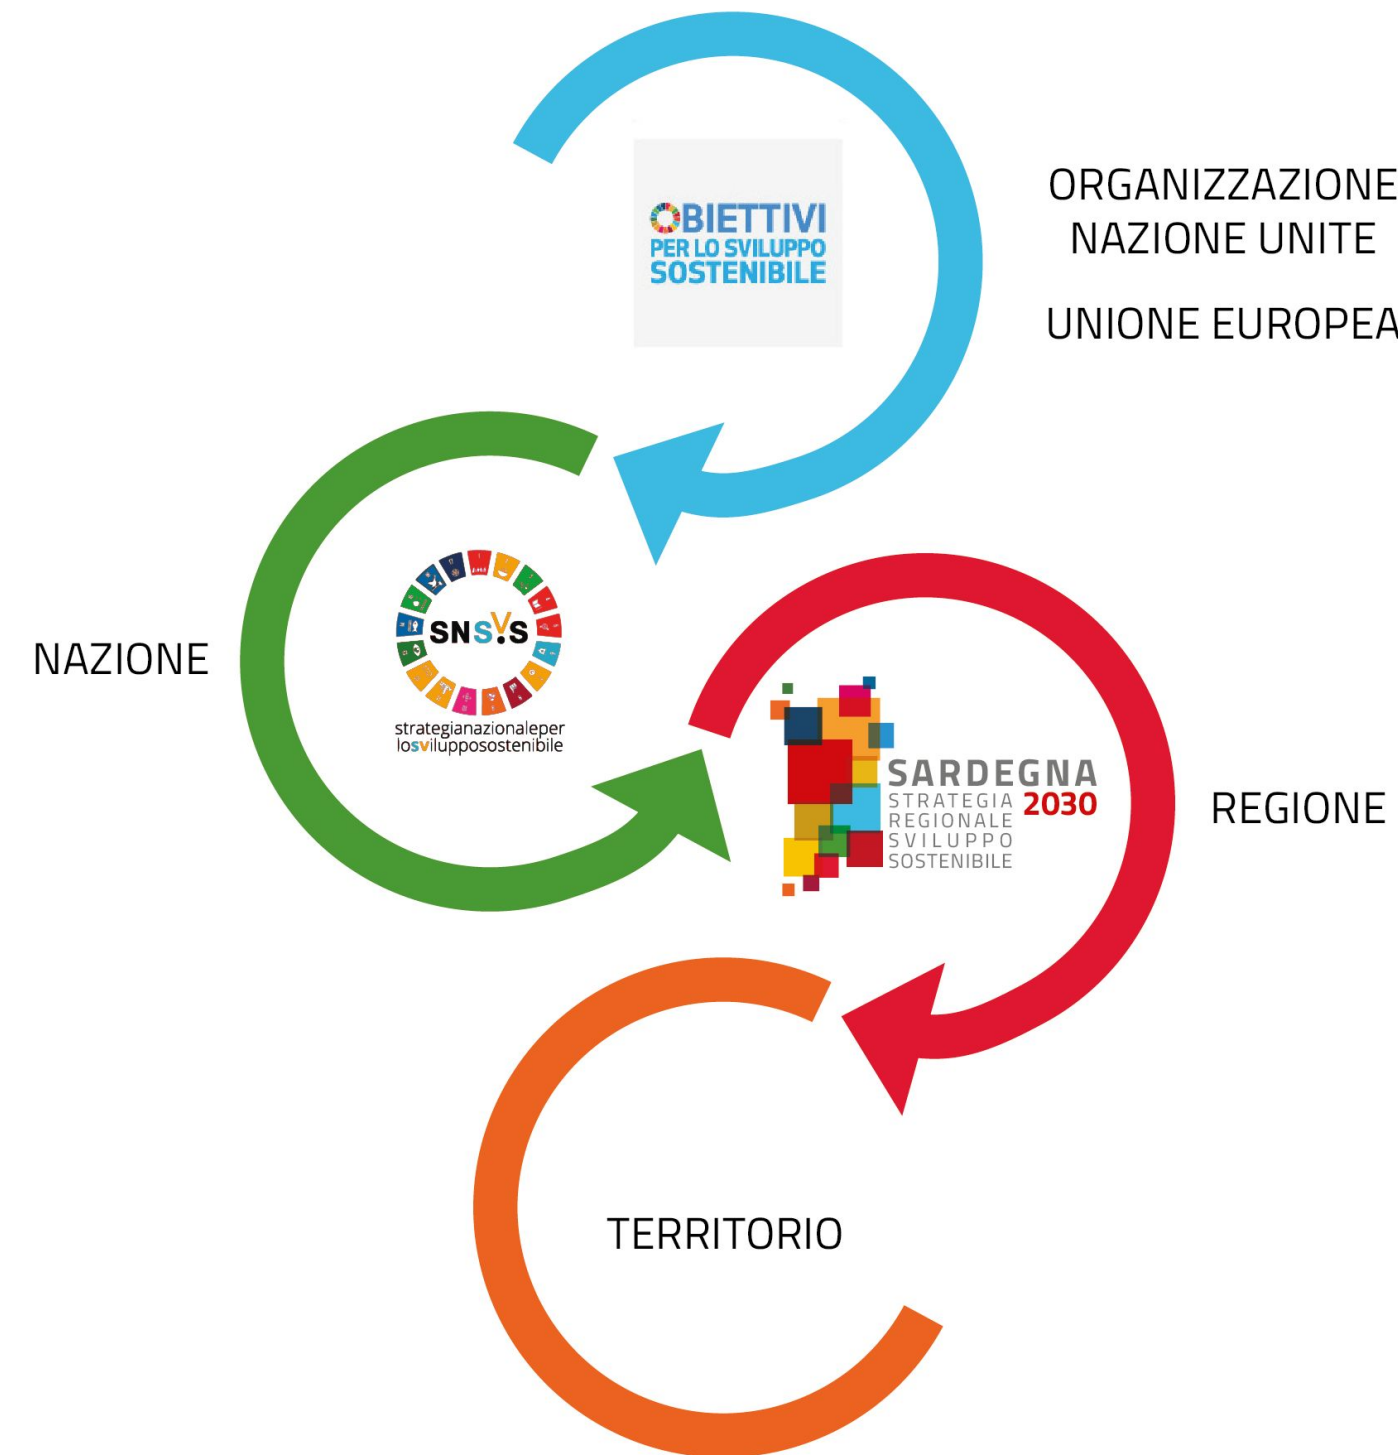 OBIETTIVI
PER LO SVILUPPO
SOSTENIBILE
ORGANIZZAZIONE
NAZIONE UNITE
UNIONE EUROPEA
NAZIONE
SNSVS
strategianazionaleper
losvilupposostenibile
SARDEGNA
STRATEGIA 2030
REGIONALE
SVILUPPO
SOSTENIBILE
REGIONE
TERRITORIO